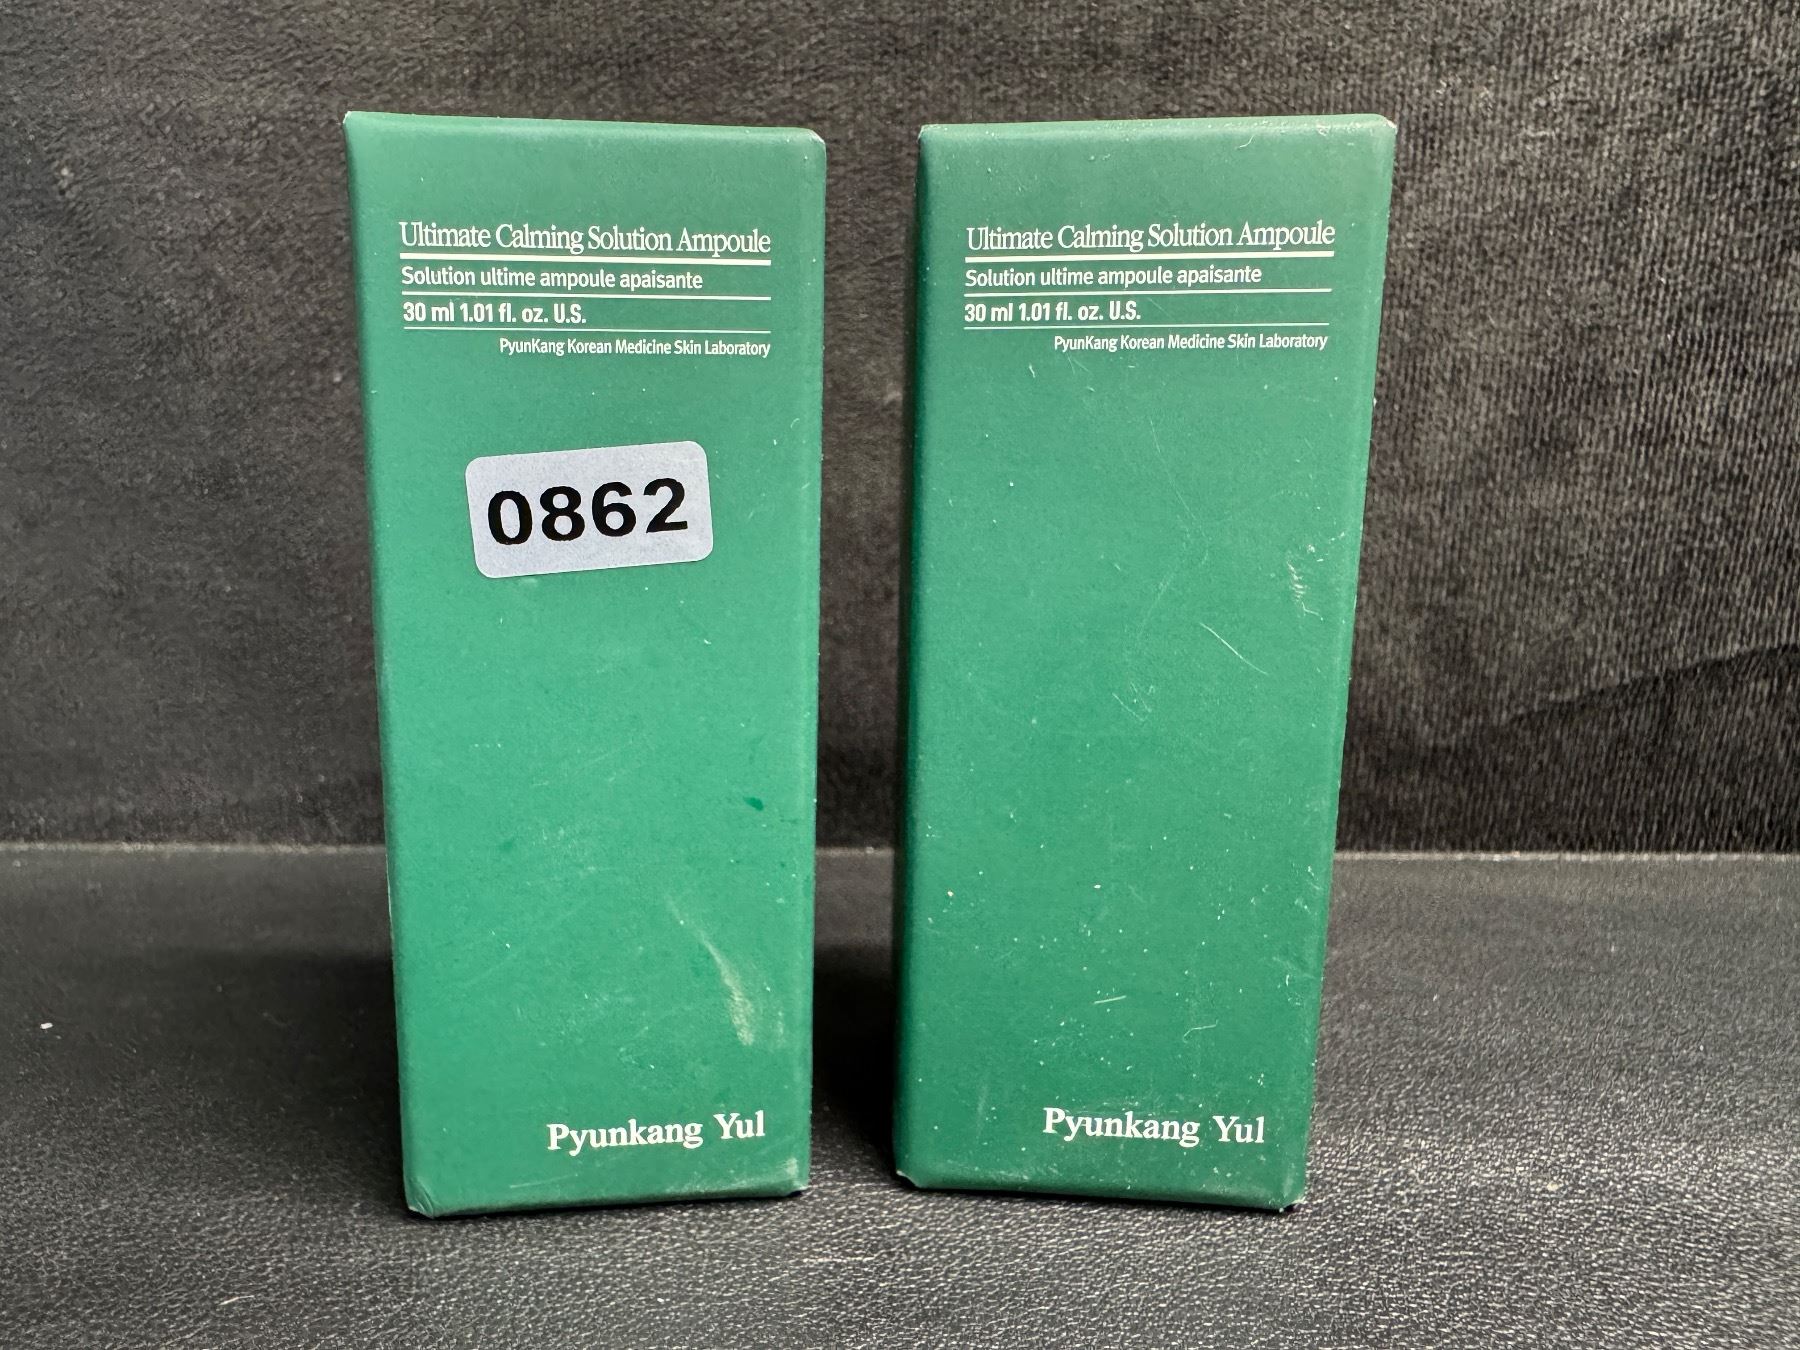 Ultimate Calming Solution Ampoule
Solution ultime ampoule apaisante
30 ml 1.01 fl. oz. U.S.
PyunKang Korean Medicine Skin Laboratory
0862
Pyunkang Yul
Ultimate Calming Solution Ampoule
Solution ultime ampoule apaisante
30 ml 1.01 fl. oz. U.S.
PyunKang Korean Medicine Skin Laboratory
Pyunkang Yul